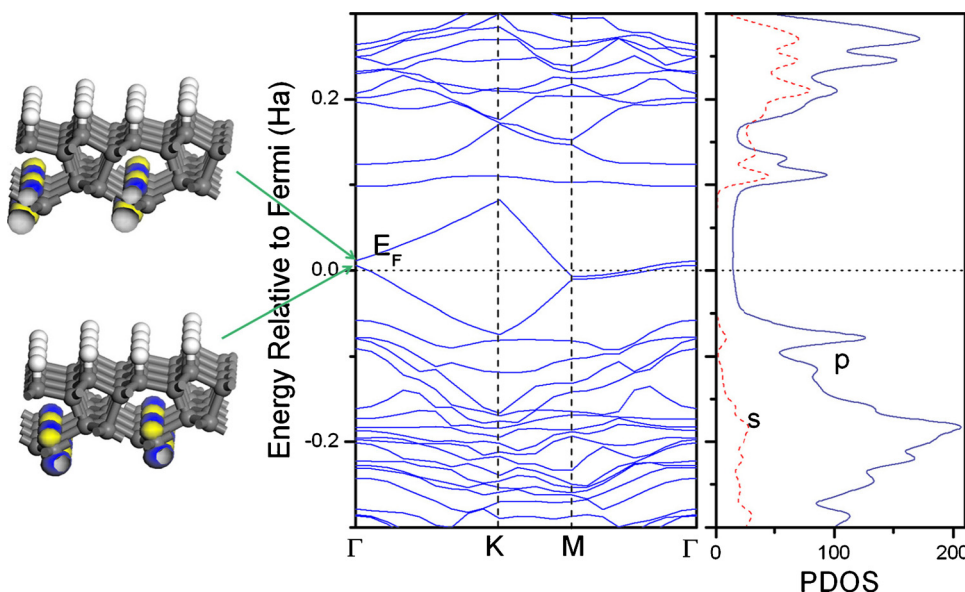 Energy Relative to Fermi (Ha)
0.2
0.0
-0.2
E_F
Γ K M Γ
p
s
0 100 200
PDOS